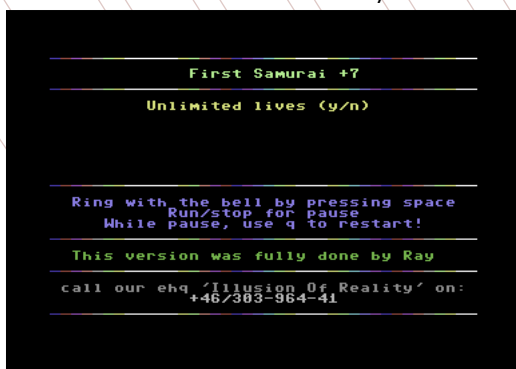 First Samurai +7
Unlimited lives (y/n)
Ring with the bell by pressing space
Run/stop for pause
While pause, use q to restart!
This version was fully done by Ray
call our ehq 'Illusion Of Reality' on:
+46/303-964-41